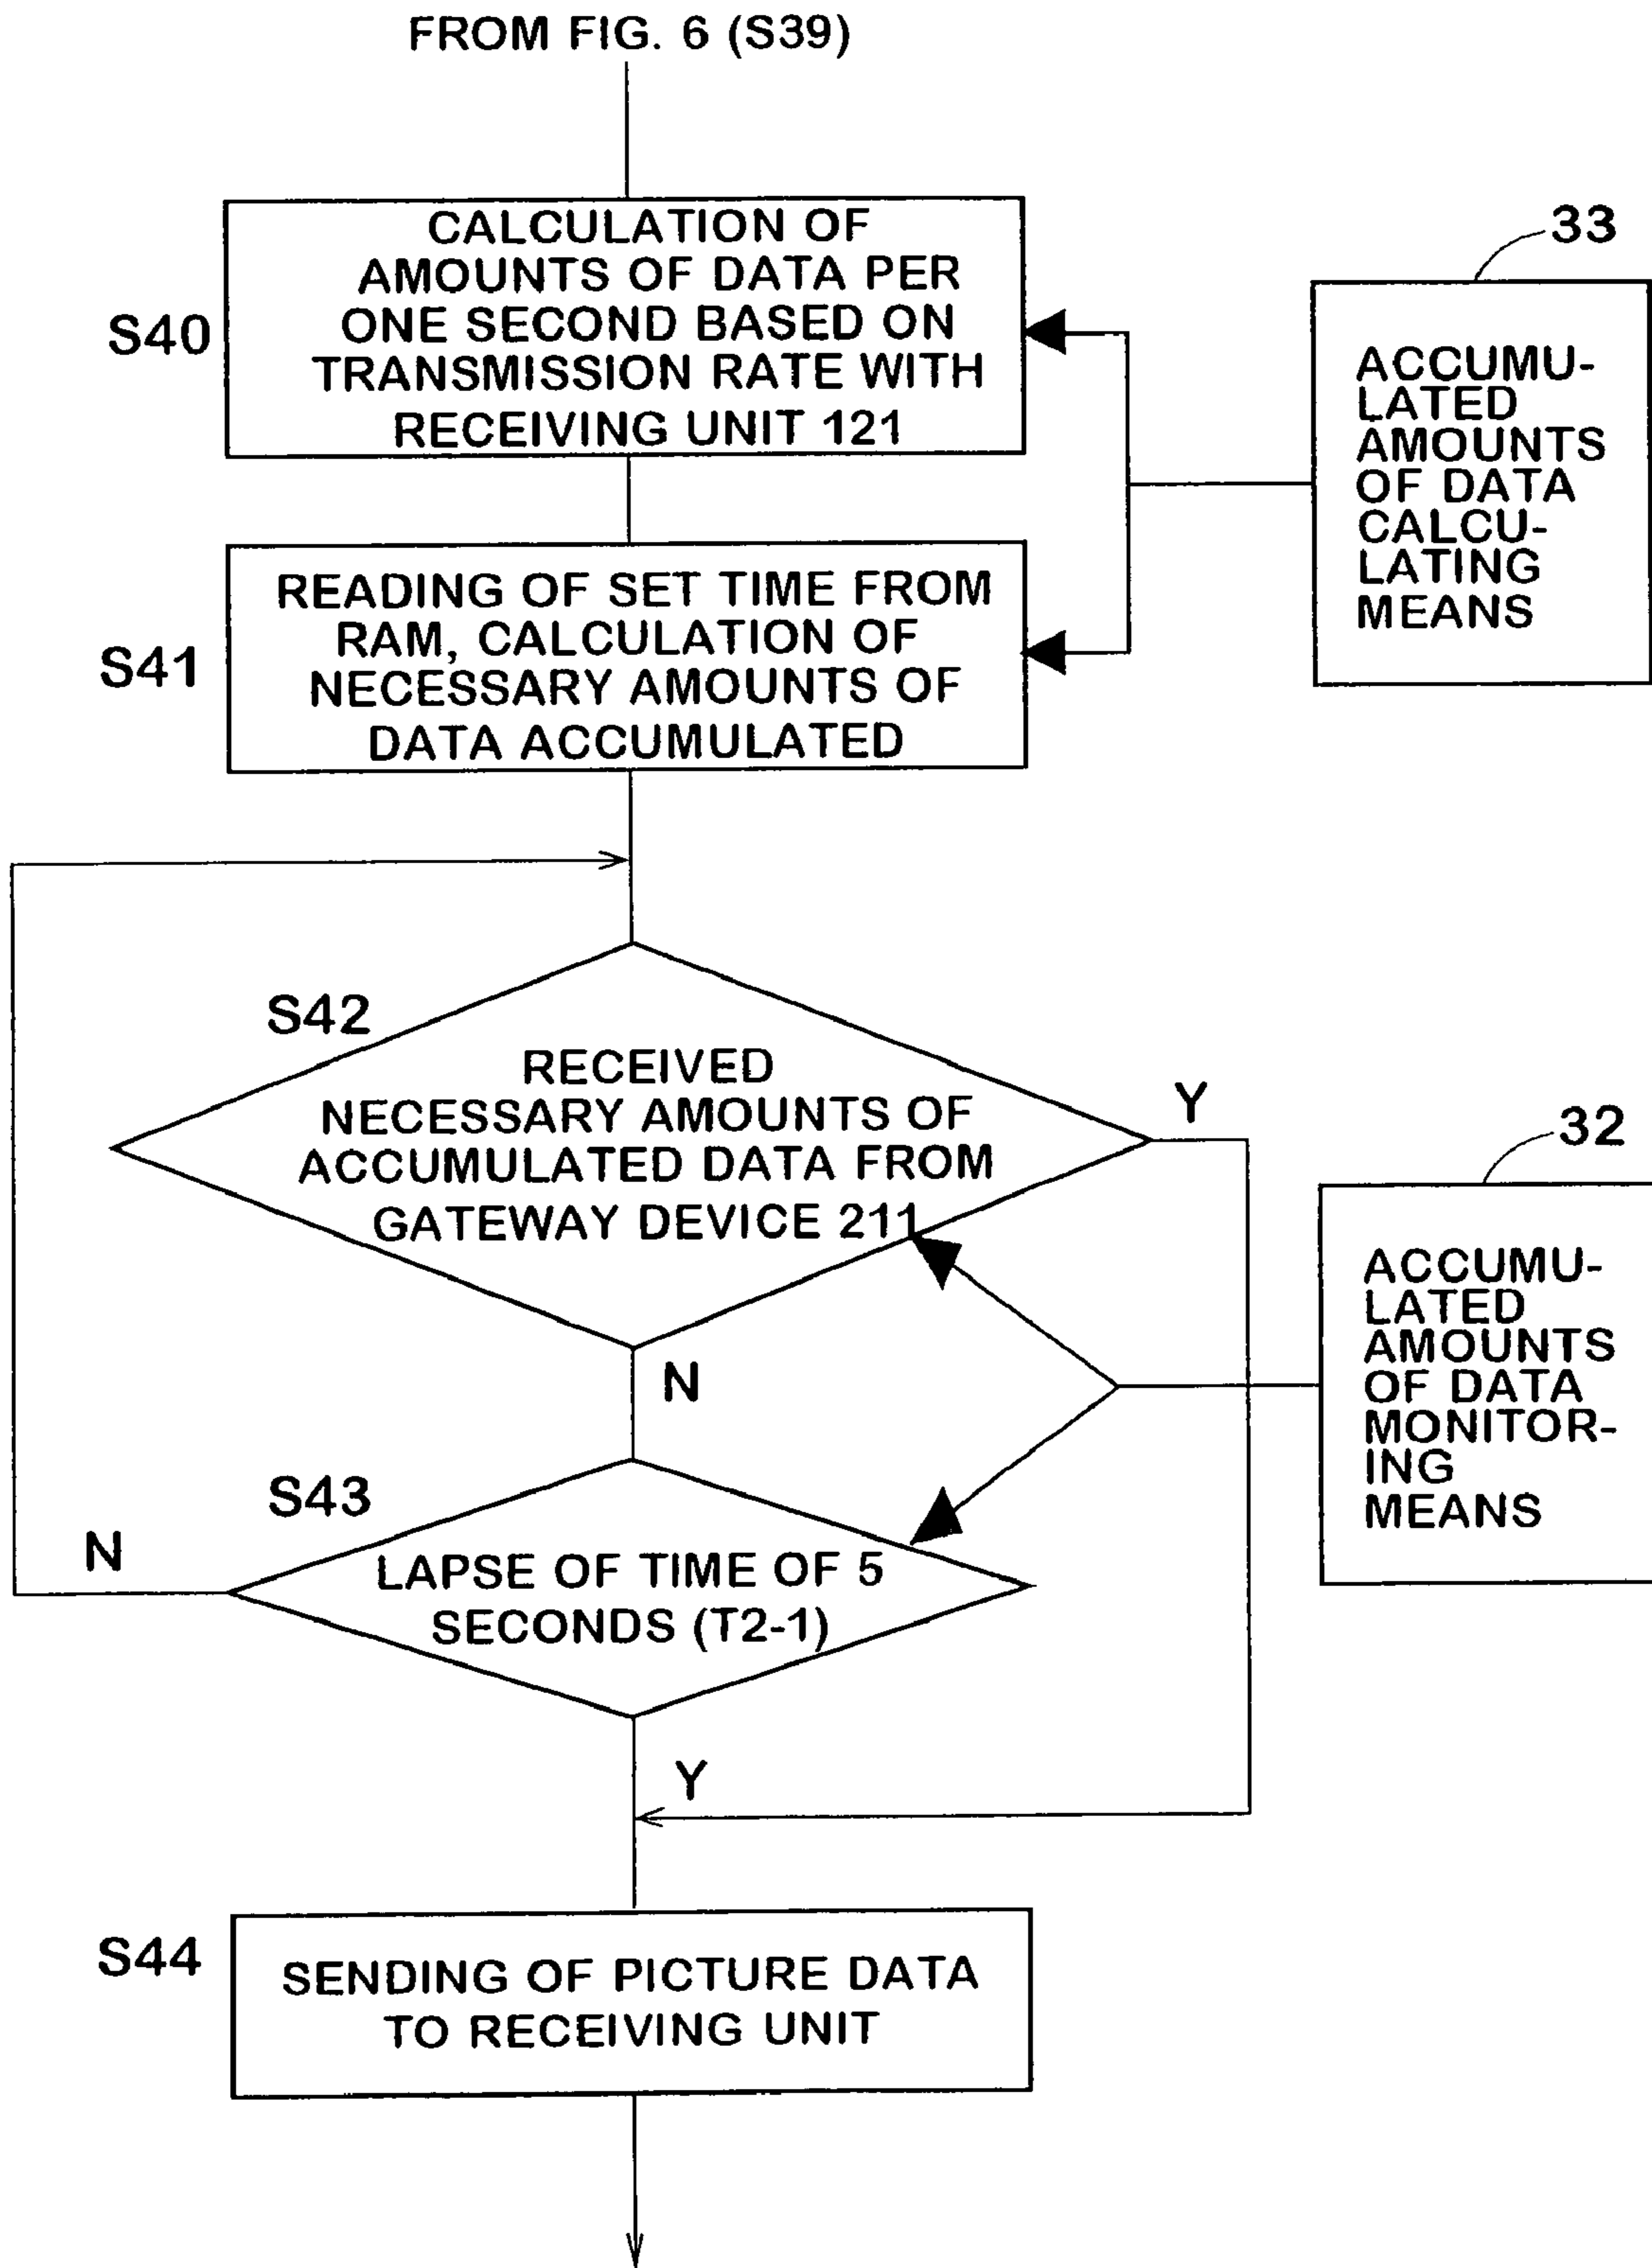 FROM FIG. 6 (S39)
S40
CALCULATION OF
AMOUNTS OF DATA PER
ONE SECOND BASED ON
TRANSMISSION RATE WITH
RECEIVING UNIT 121
33
ACCUMU-
LATED
AMOUNTS
OF DATA
CALCU-
LATING
MEANS
S41
READING OF SET TIME FROM
RAM, CALCULATION OF
NECESSARY AMOUNTS OF
DATA ACCUMULATED
S42
RECEIVED
NECESSARY AMOUNTS OF
ACCUMULATED DATA FROM
GATEWAY DEVICE 211
Y
N
32
ACCUMU-
LATED
AMOUNTS
OF DATA
MONITOR-
ING
MEANS
S43
N
LAPSE OF TIME OF 5
SECONDS (T2-1)
Y
S44
SENDING OF PICTURE DATA
TO RECEIVING UNIT